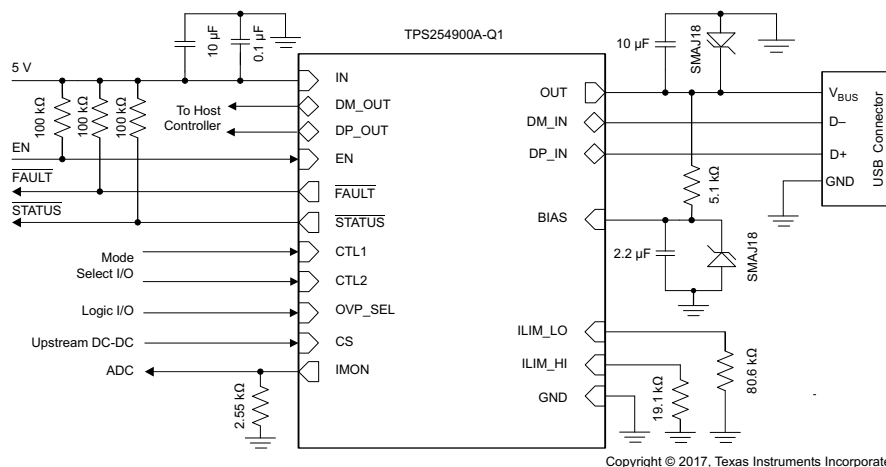 TPS254900A-Q1
10 µF
0.1 µF
10 µF
SMAJ18
5 V
IN
OUT
VBUS
100 kΩ
100 kΩ
100 kΩ
To Host
Controller
DM_OUT
DP_OUT
DM_IN
DP_IN
D–
D+
GND
USB Connector
EN
EN
FAULT
FAULT
STATUS
STATUS
5.1 kΩ
BIAS
2.2 µF
SMAJ18
Mode
Select I/O
CTL1
CTL2
Logic I/O
OVP_SEL
Upstream DC-DC
CS
ADC
IMON
2.55 kΩ
ILIM_LO
ILIM_HI
GND
19.1 kΩ
80.6 kΩ
Copyright © 2017, Texas Instruments Incorporate